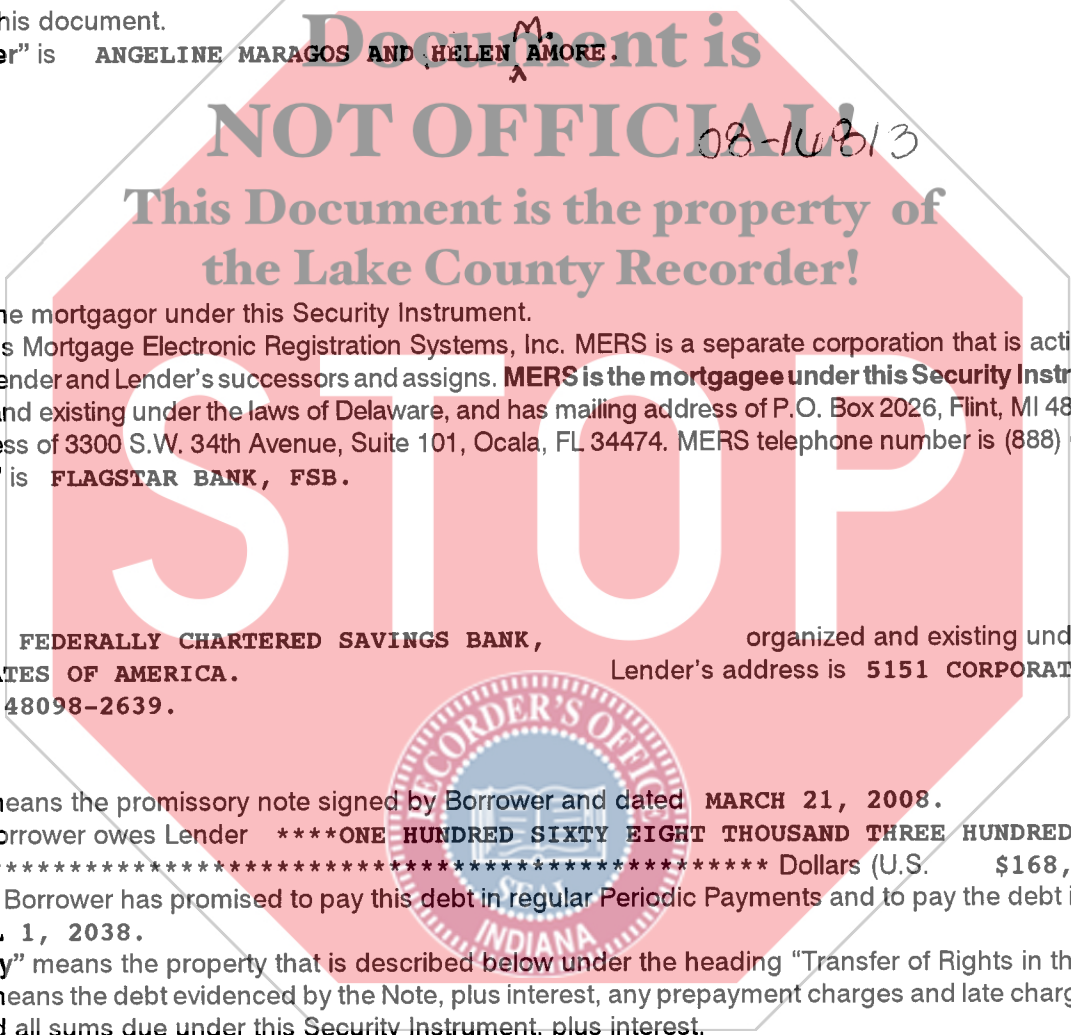 his document.
er” is ANGELINE MARAGOS AND HELEN M. AMORE.
Document is
NOT OFFICIAL!
08-14813
This Document is the property of
the Lake County Recorder!
he mortgagor under this Security Instrument.
s Mortgage Electronic Registration Systems, Inc. MERS is a separate corporation that is acti
ender and Lender’s successors and assigns. MERS is the mortgagee under this Security Instr
nd existing under the laws of Delaware, and has mailing address of P.O. Box 2026, Flint, MI 48
ss of 3300 S.W. 34th Avenue, Suite 101, Ocala, FL 34474. MERS telephone number is (888)
” is FLAGSTAR BANK, FSB.
STOP
FEDERALLY CHARTERED SAVINGS BANK, organized and existing und
ATES OF AMERICA. Lender’s address is 5151 CORPORAT
48098-2639.
RECORDER'S OFFICE
neans the promissory note signed by Borrower and dated MARCH 21, 2008.
orrower owes Lender ****ONE HUNDRED SIXTY EIGHT THOUSAND THREE HUNDRED
************************************************ Dollars (U.S. $168,
Borrower has promised to pay this debt in regular Periodic Payments and to pay the debt i
SEAL
L 1, 2038.
INDIANA
y” means the property that is described below under the heading “Transfer of Rights in th
neans the debt evidenced by the Note, plus interest, any prepayment charges and late charg
d all sums due under this Security Instrument, plus interest.